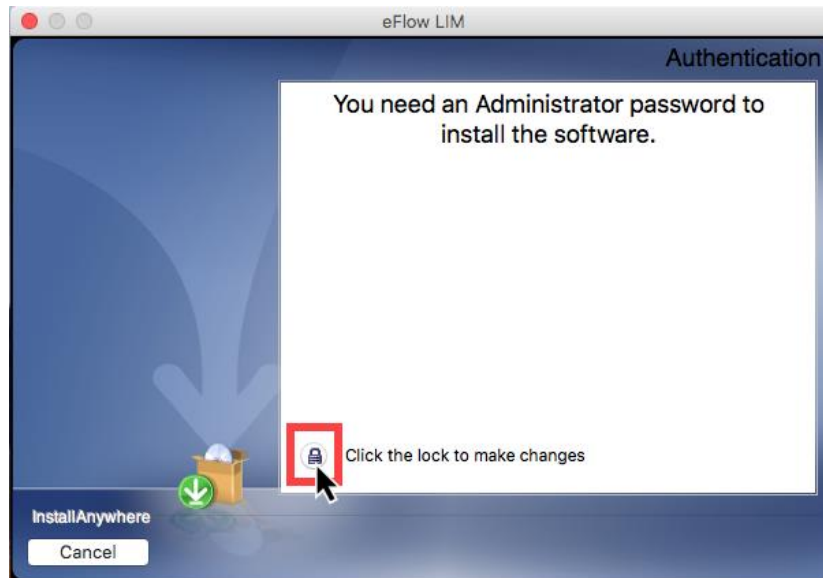 eFlow LIM
Authentication
You need an Administrator password to
install the software.
Click the lock to make changes
InstallAnywhere
Cancel